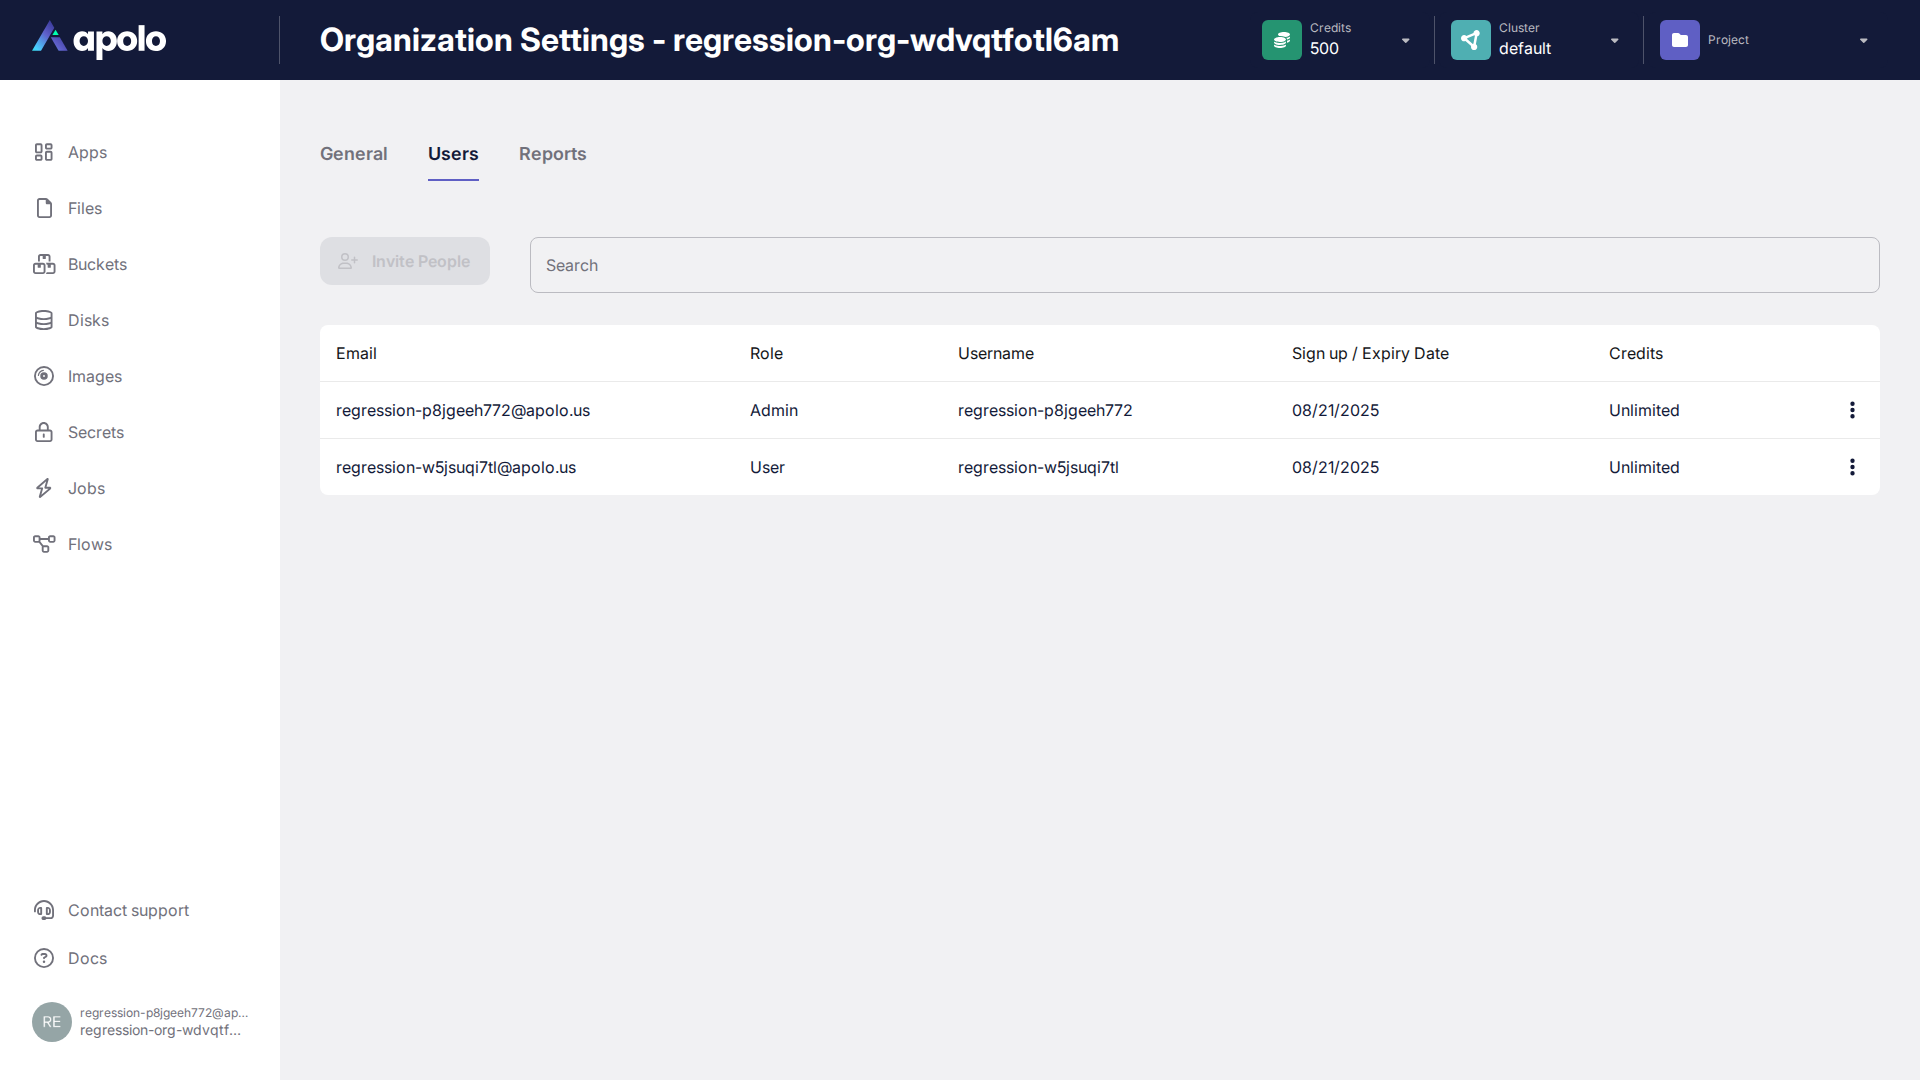 apolo
Organization Settings - regression-org-wdvqtfotl6am
Credits
500
Cluster
default
Project
Apps
Files
Buckets
Disks
Images
Secrets
Jobs
Flows
General Users Reports
Invite People
Search
Email Role Username Sign up / Expiry Date Credits
regression-p8jgeeh772@apolo.us Admin regression-p8jgeeh772 08/21/2025 Unlimited
regression-w5jsuqi7tl@apolo.us User regression-w5jsuqi7tl 08/21/2025 Unlimited
Contact support
Docs
RE
regression-p8jgeeh772@ap...
regression-org-wdvqtf...